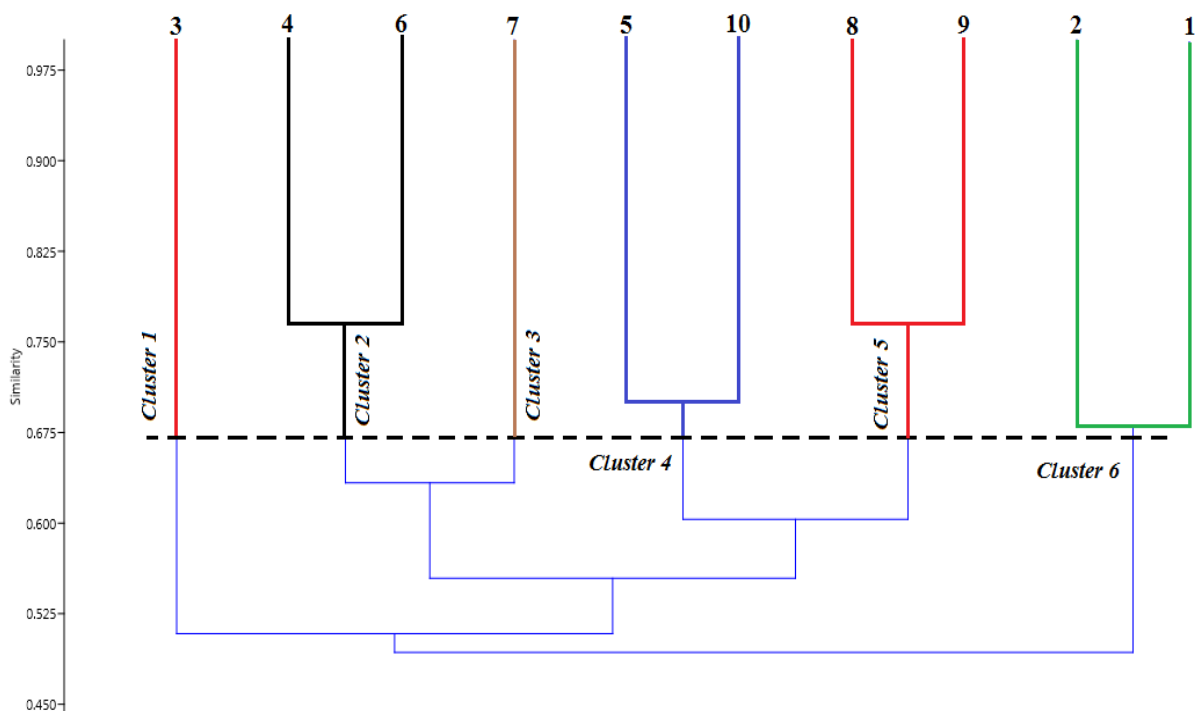 3 4 6 7 5 10 8 9 2 1
0.975
0.900
0.825
0.750
0.675
0.600
0.525
0.450
Similarity
Cluster 1
Cluster 2
Cluster 3
Cluster 4
Cluster 5
Cluster 6